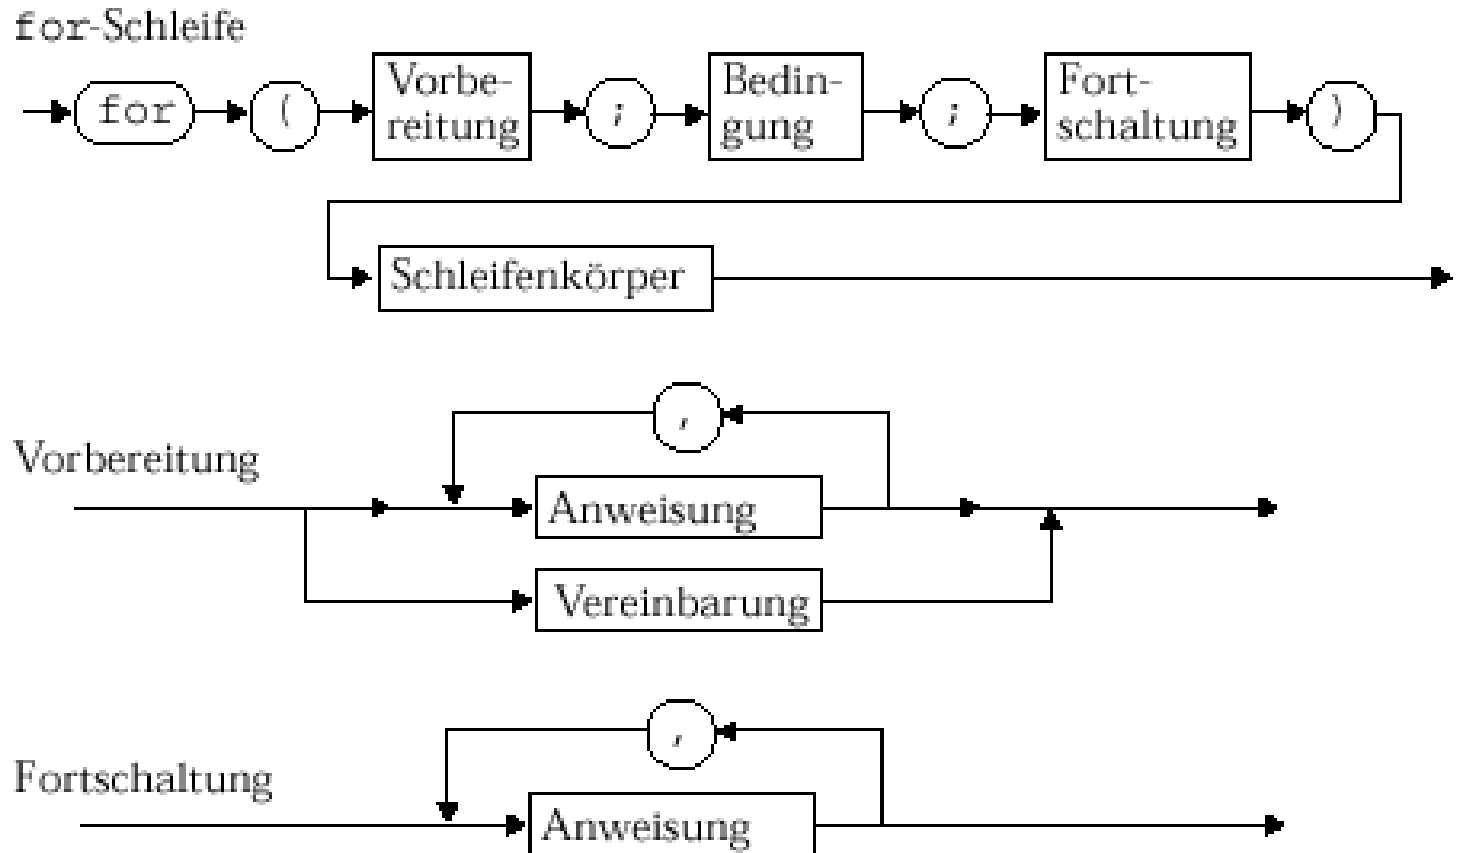 for-Schleife
for ( Vorbe-
reitung ; Bedin-
gung ; Fort-
schaltung )
Schleifenkörper
,
Vorbereitung
Anweisung
Vereinbarung
,
Fortschaltung
Anweisung